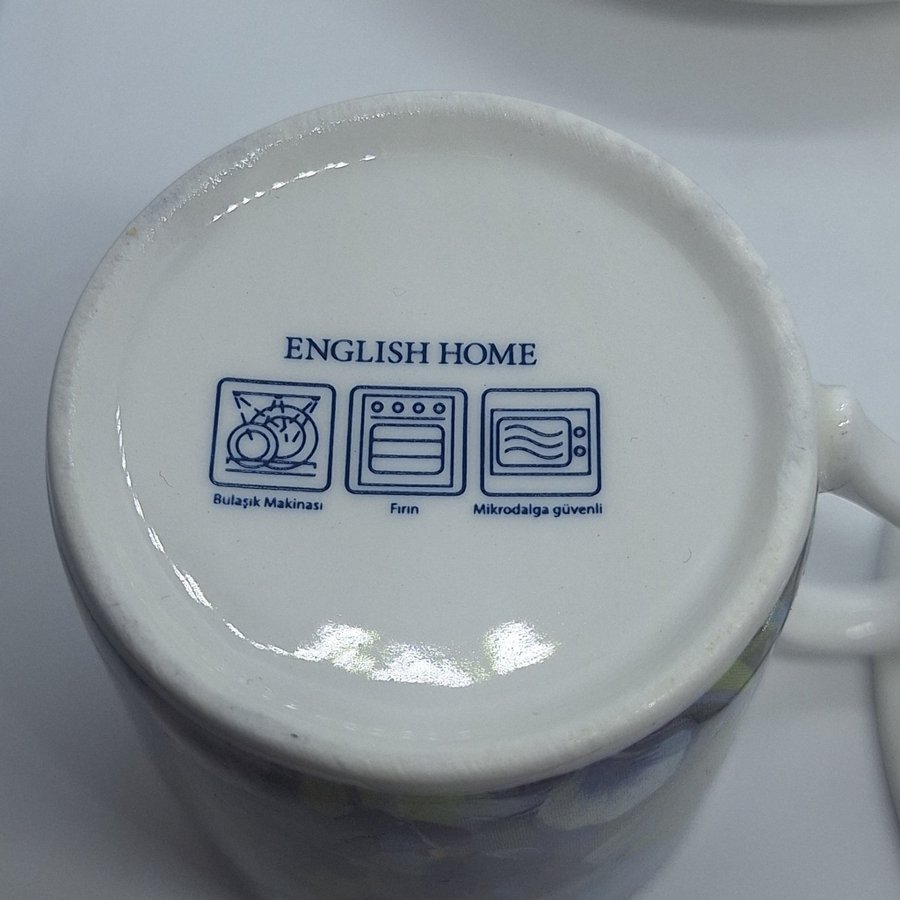 ENGLISH HOME
Bulaşık Makinası Fırın Mikrodalga güvenli